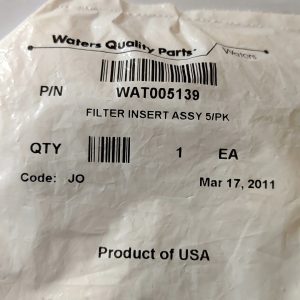 Waters Quality Parts
Waters
P/N WAT005139
FILTER INSERT ASSY 5/PK
QTY 1 EA
Code: JO Mar 17, 2011
Product of USA